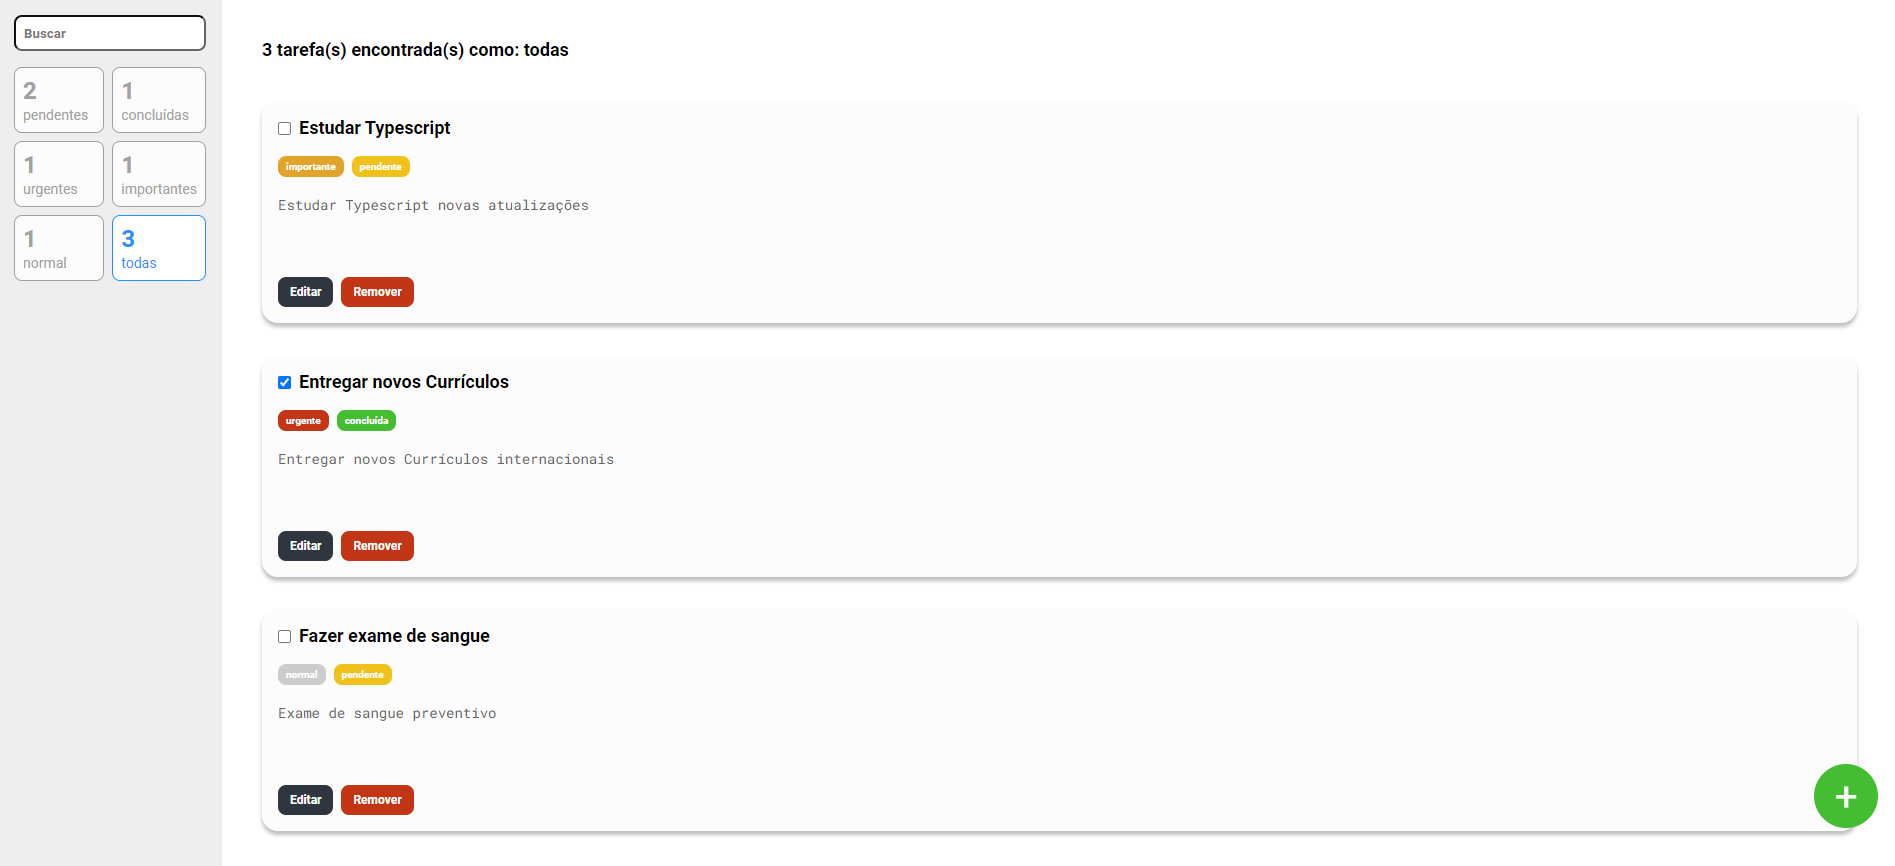 Buscar
2
pendentes
1
concluídas
1
urgentes
1
importantes
1
normal
3
todas
3 tarefa(s) encontrada(s) como: todas
Estudar Typescript
importante pendente
Estudar Typescript novas atualizações
Editar Remover
Entregar novos Currículos
urgente concluída
Entregar novos Currículos internacionais
Editar Remover
Fazer exame de sangue
normal pendente
Exame de sangue preventivo
Editar Remover
+